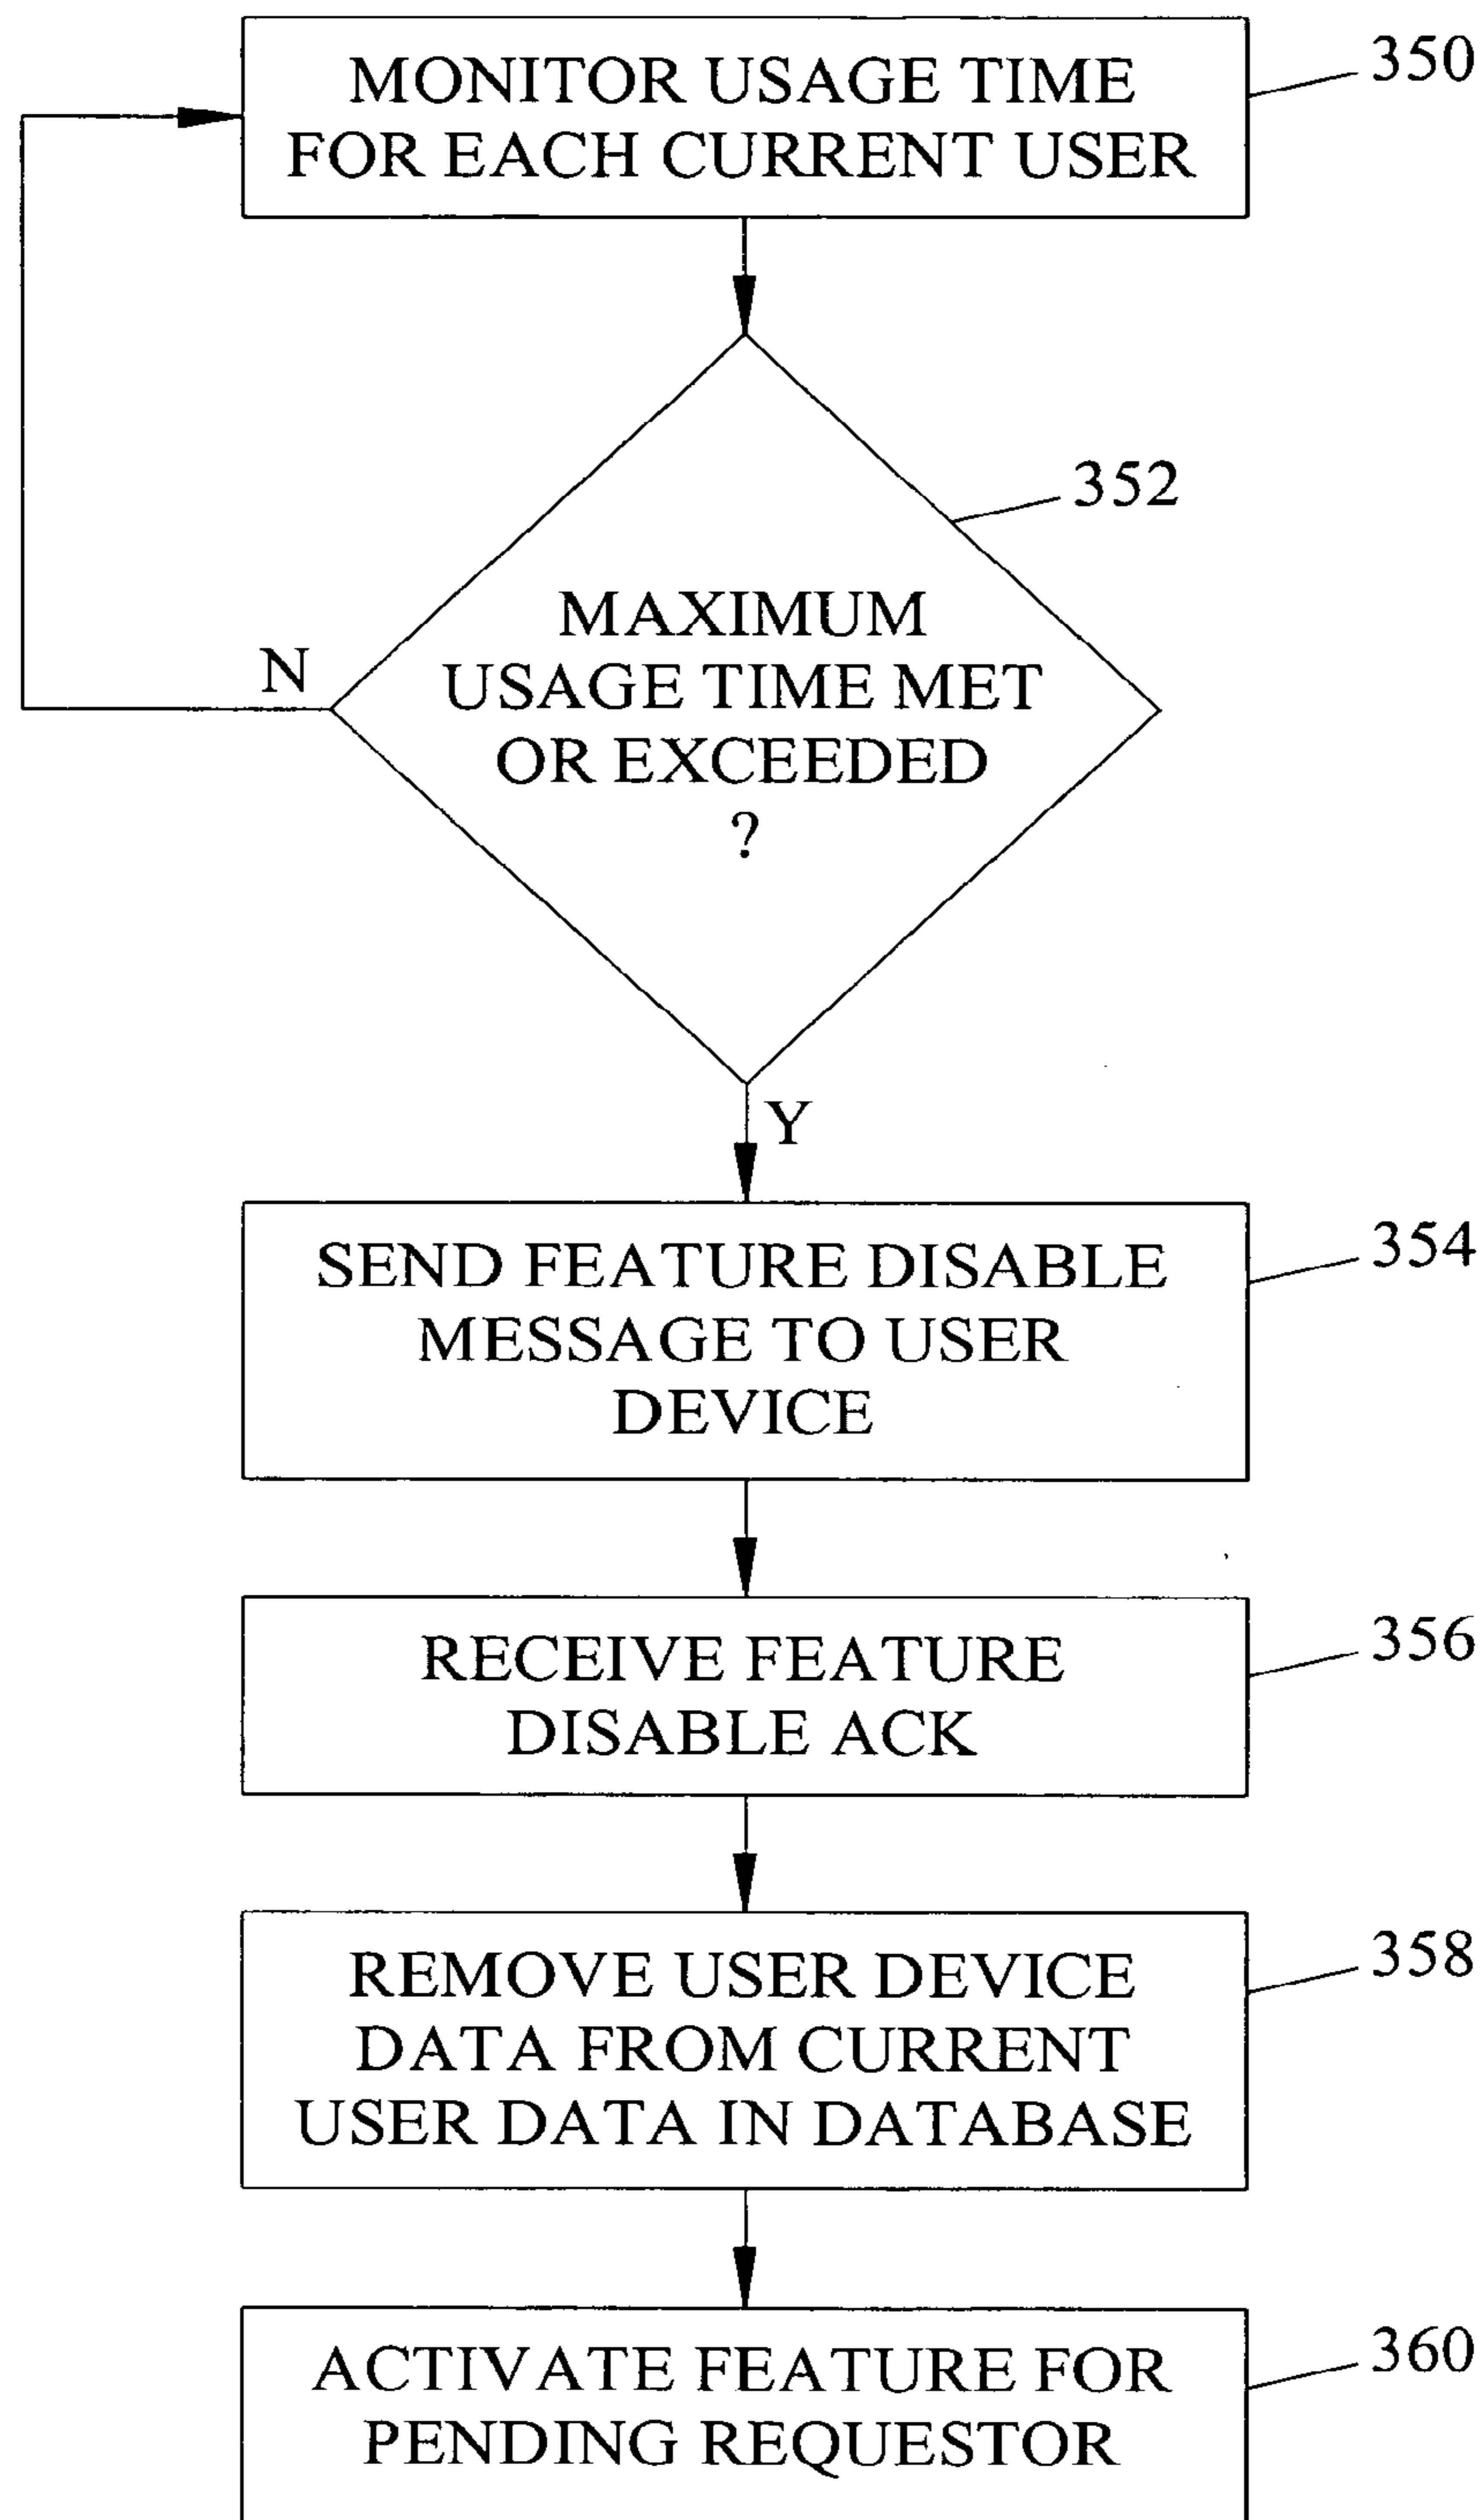 MONITOR USAGE TIME
FOR EACH CURRENT USER
350
352
MAXIMUM
USAGE TIME MET
OR EXCEEDED
?
N
Y
SEND FEATURE DISABLE
MESSAGE TO USER
DEVICE
354
RECEIVE FEATURE
DISABLE ACK
356
REMOVE USER DEVICE
DATA FROM CURRENT
USER DATA IN DATABASE
358
ACTIVATE FEATURE FOR
PENDING REQUESTOR
360